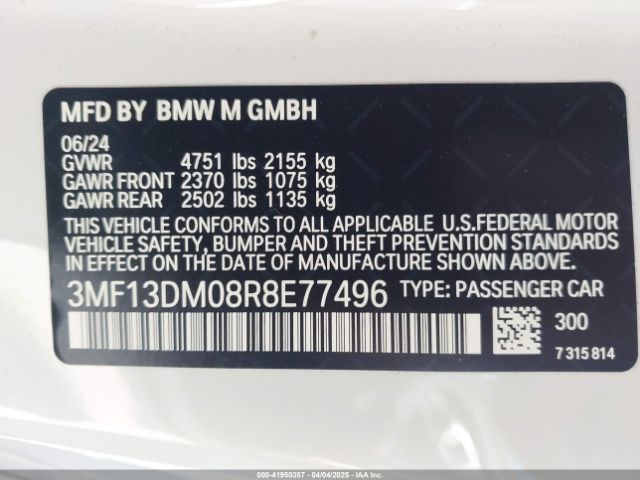 MFD BY BMW M GMBH
06/24
GVWR 4751 lbs 2155 kg
GAWR FRONT 2370 lbs 1075 kg
GAWR REAR 2502 lbs 1135 kg
THIS VEHICLE CONFORMS TO ALL APPLICABLE U.S.FEDERAL MOTOR
VEHICLE SAFETY, BUMPER AND THEFT PREVENTION STANDARDS
IN EFFECT ON THE DATE OF MANUFACTURE SHOWN ABOVE.
3MF13DM08R8E77496 TYPE: PASSENGER CAR
300
7 315 814
000-41950387 - 04/04/2025 - IAAI.COM